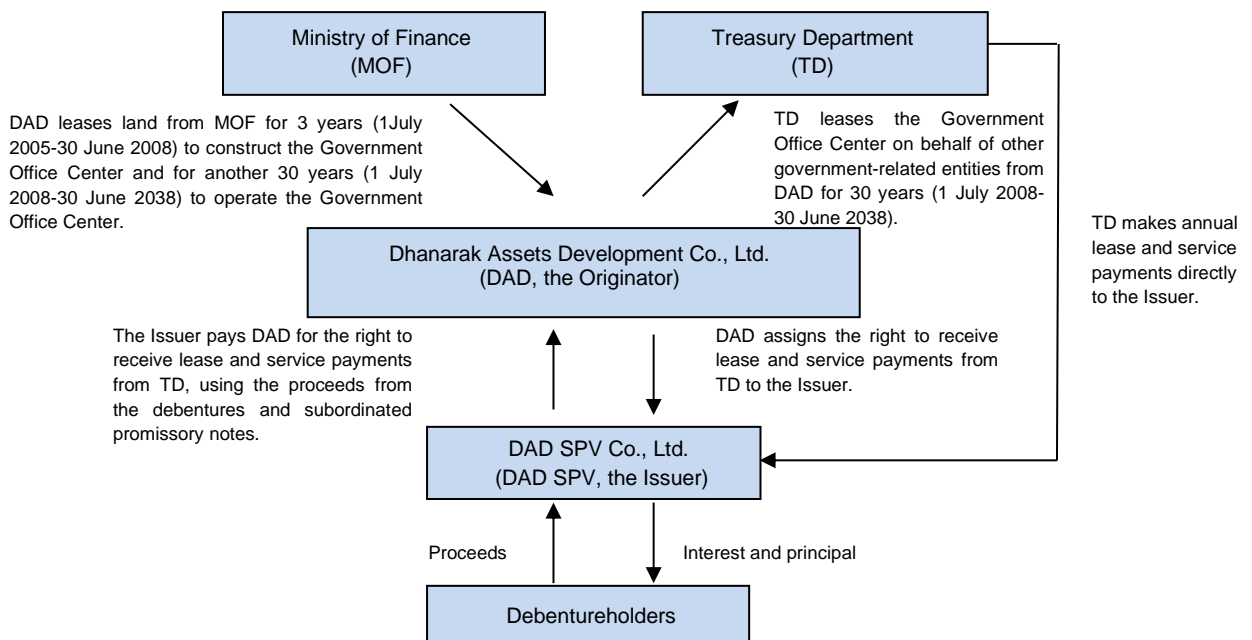 Ministry of Finance
(MOF)
Treasury Department
(TD)
DAD leases land from MOF for 3 years (1July
2005-30 June 2008) to construct the Government
Office Center and for another 30 years (1 July
2008-30 June 2038) to operate the Government
Office Center.
TD leases the Government
Office Center on behalf of other
government-related entities from
DAD for 30 years (1 July 2008-
30 June 2038).
TD makes annual
lease and service
payments directly
to the Issuer.
Dhanarak Assets Development Co., Ltd.
(DAD, the Originator)
The Issuer pays DAD for the right to
receive lease and service payments
from TD, using the proceeds from
the debentures and subordinated
promissory notes.
DAD assigns the right to receive
lease and service payments from
TD to the Issuer.
DAD SPV Co., Ltd.
(DAD SPV, the Issuer)
Proceeds
Interest and principal
Debentureholders